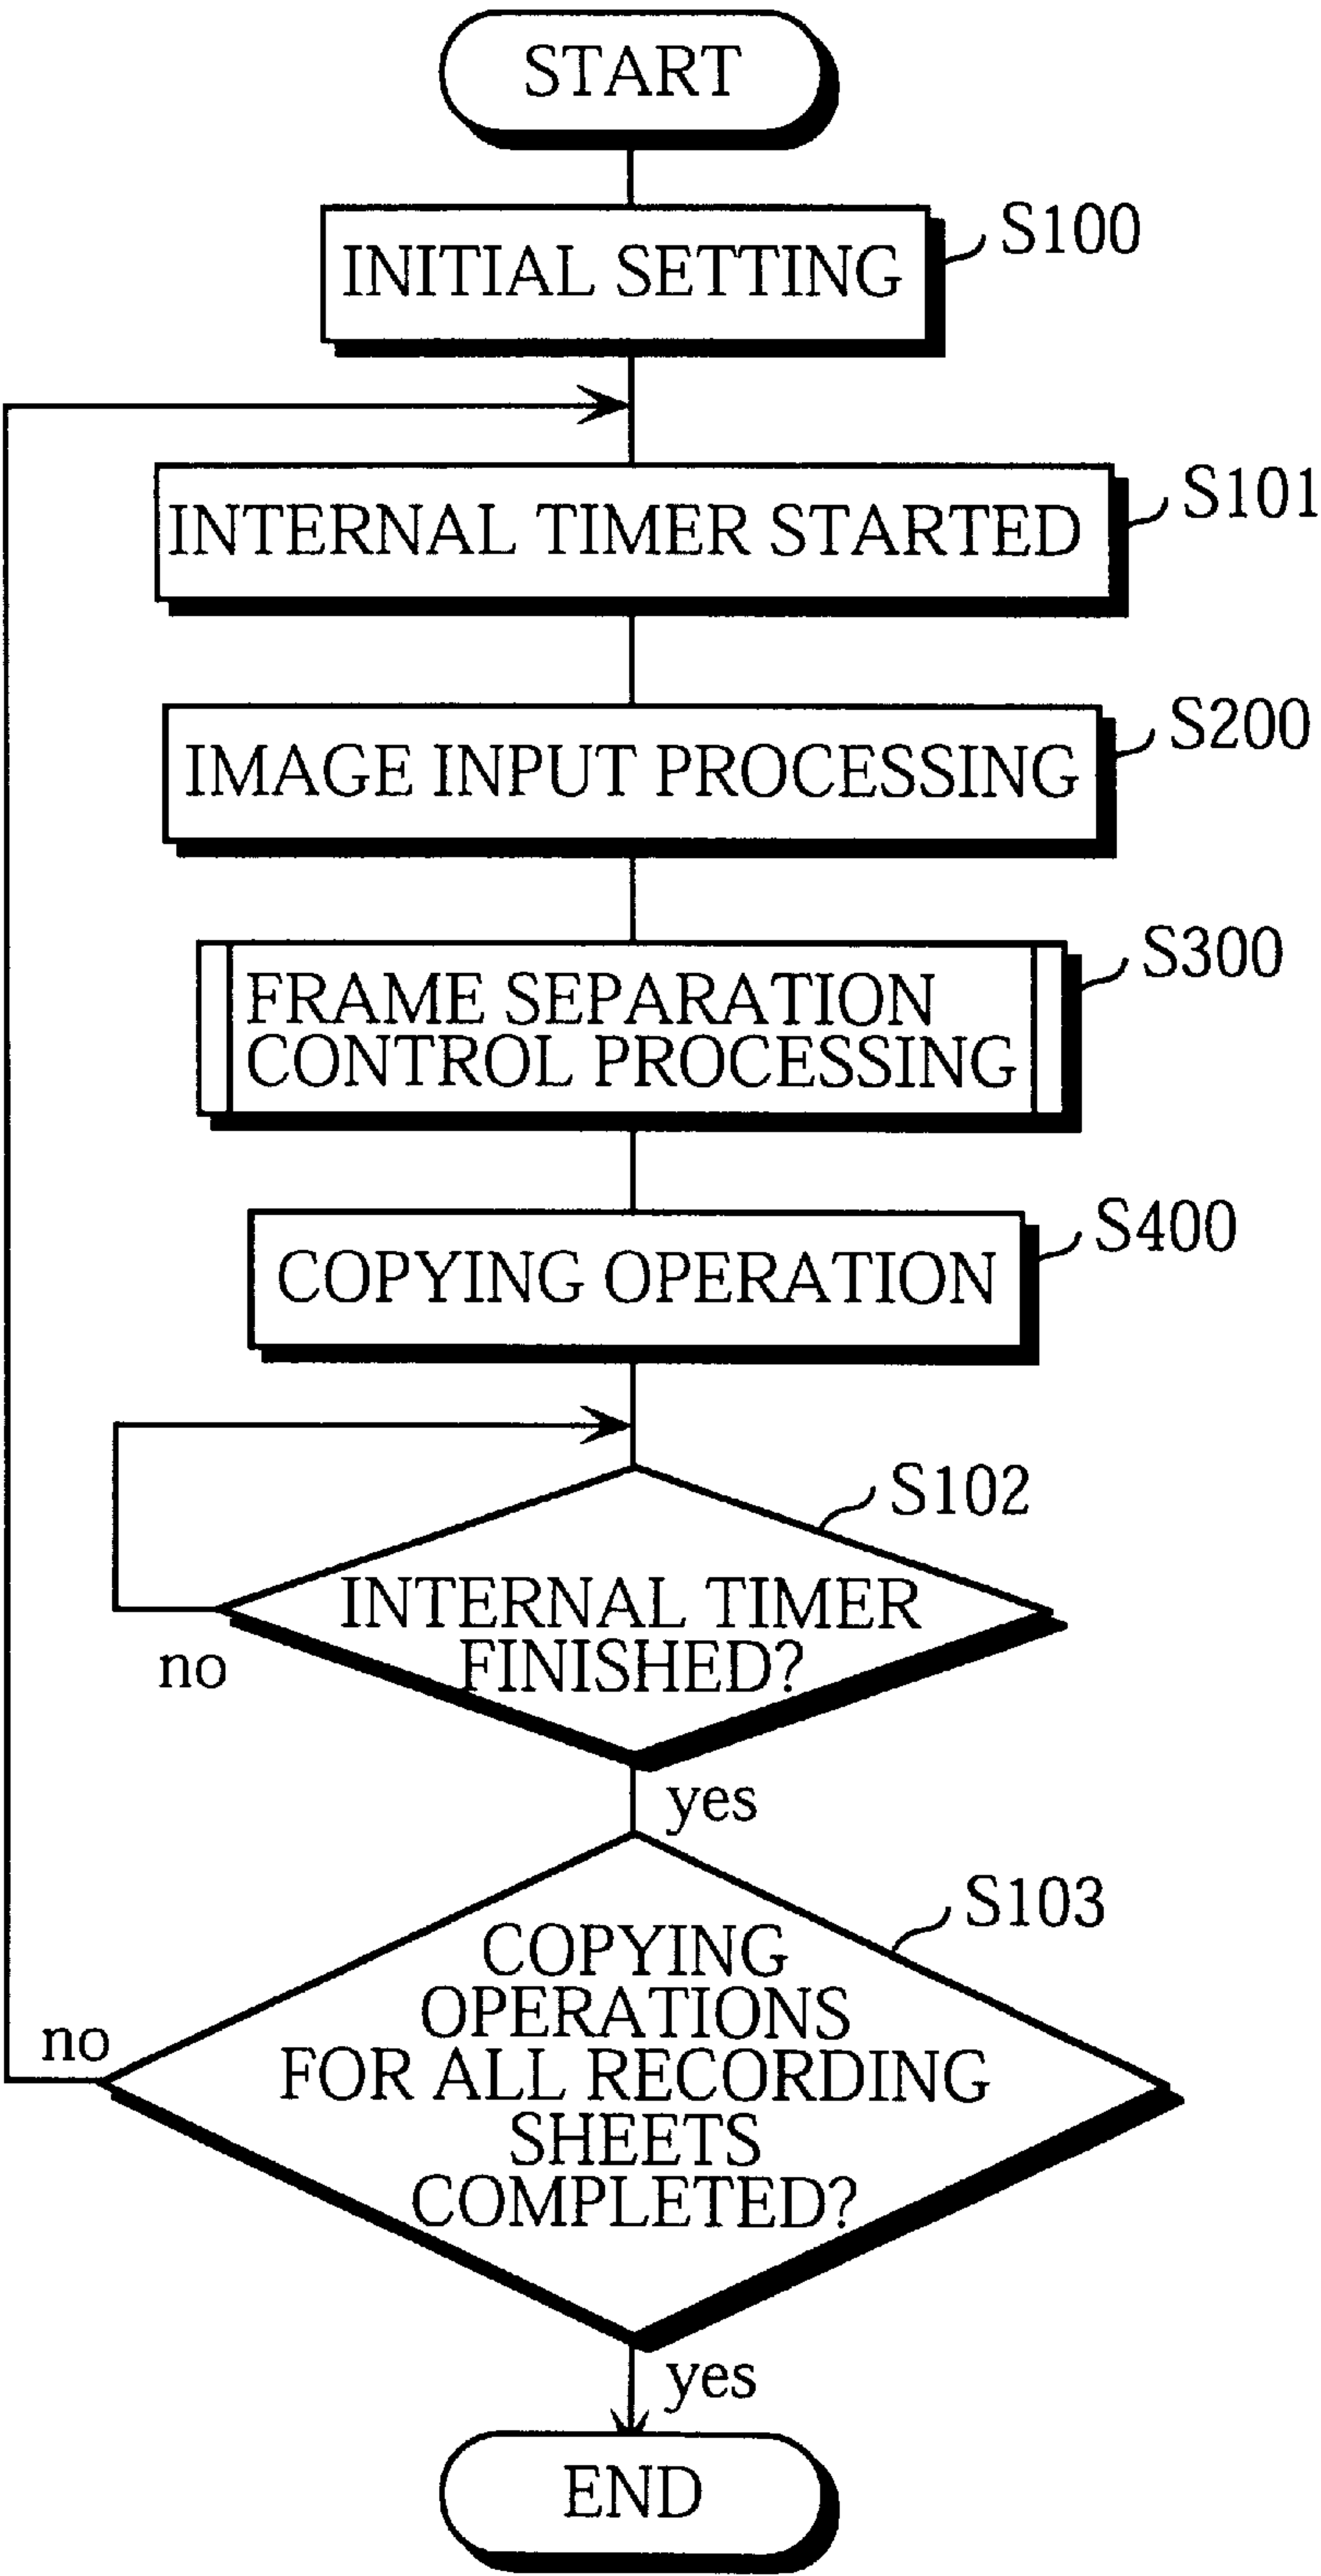 START
INITIAL SETTING
S100
INTERNAL TIMER STARTED
S101
IMAGE INPUT PROCESSING
S200
FRAME SEPARATION
CONTROL PROCESSING
S300
COPYING OPERATION
S400
S102
INTERNAL TIMER
FINISHED?
no
yes
S103
COPYING
OPERATIONS
FOR ALL RECORDING
SHEETS
COMPLETED?
no
yes
END